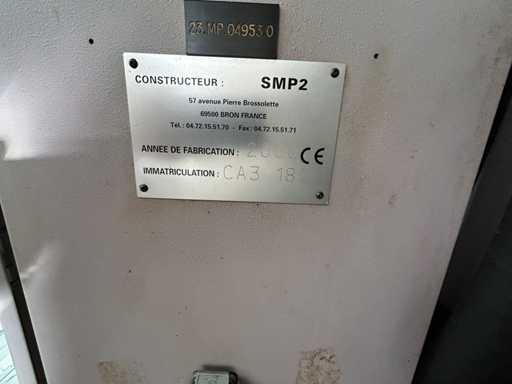 23.MP.04953.0
CONSTRUCTEUR : SMP2
57 avenue Pierre Brossolette
69500 BRON FRANCE
Tél. : 04.72.15.51.70 - Fax : 04.72.15.51.71
ANNEE DE FABRICATION : CE
IMMATRICULATION : CA3 18